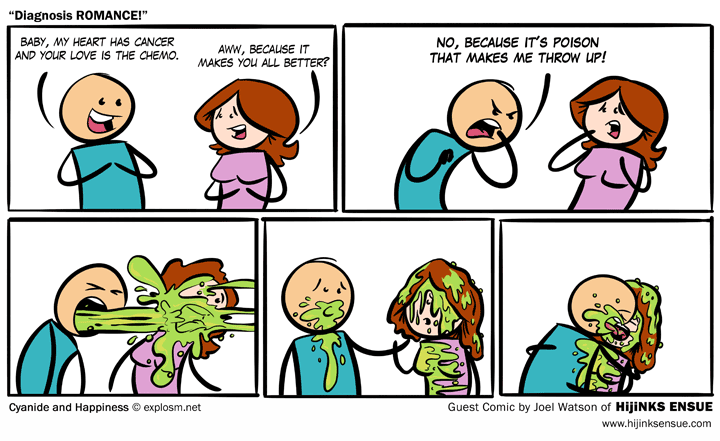 "Diagnosis ROMANCE!"
BABY, MY HEART HAS CANCER
AND YOUR LOVE IS THE CHEMO.
AWW, BECAUSE IT
MAKES YOU ALL BETTER?
NO, BECAUSE IT'S POISON
THAT MAKES ME THROW UP!
Cyanide and Happiness © explosm.net
Guest Comic by Joel Watson of HijiNKS ENSUE
www.hijinksensue.com